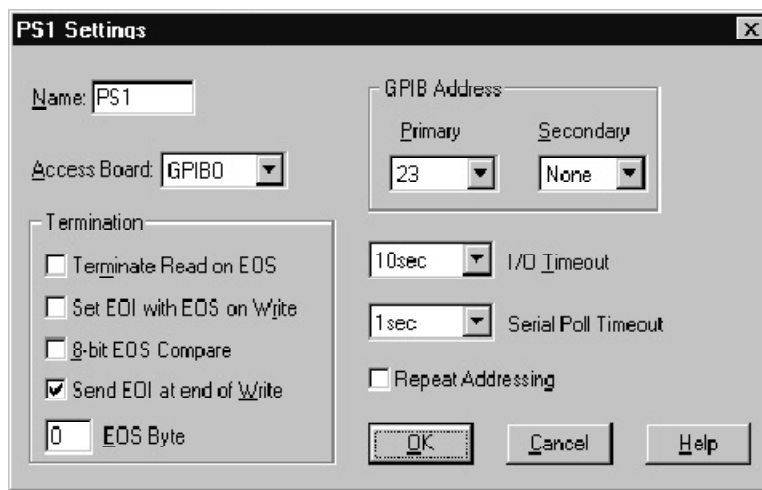 PS1 Settings
Name: PS1
Access Board: GPIB0
Termination
Terminate Read on EOS
Set EOI with EOS on Write
8-bit EOS Compare
Send EOI at end of Write
0 EOS Byte
GPIB Address
Primary Secondary
23 None
10sec I/O Timeout
1sec Serial Poll Timeout
Repeat Addressing
OK Cancel Help